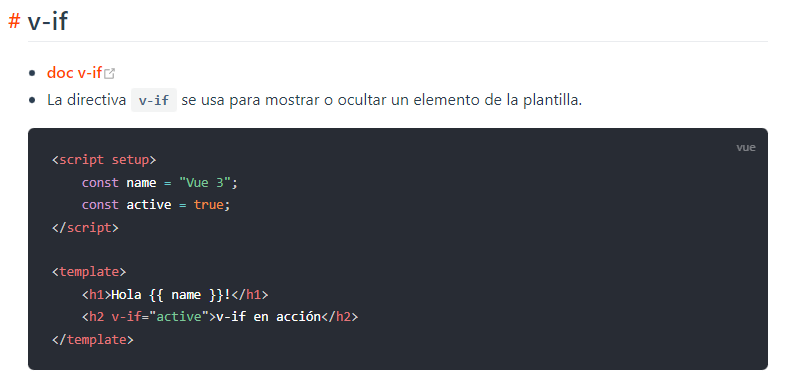 # v-if
doc v-if
La directiva v-if se usa para mostrar o ocultar un elemento de la plantilla.
vue
<script setup>
    const name = "Vue 3";
    const active = true;
</script>

<template>
    <h1>Hola {{ name }}!</h1>
    <h2 v-if="active">v-if en acción</h2>
</template>